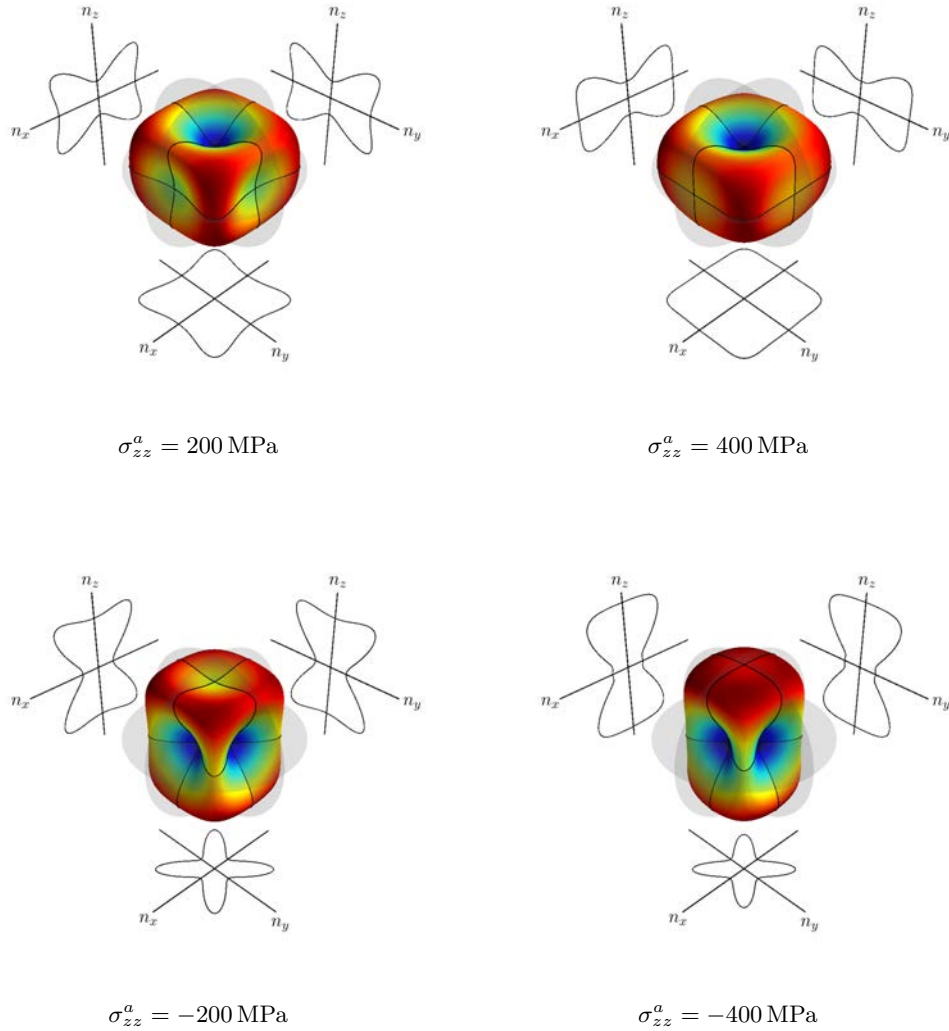 n_z n_z n_z n_z
n_x n_y n_x n_y
n_x n_y n_x n_y
σ^a_zz = 200 MPa σ^a_zz = 400 MPa
n_z n_z n_z n_z
n_x n_y n_x n_y
n_x n_y n_x n_y
σ^a_zz = −200 MPa σ^a_zz = −400 MPa